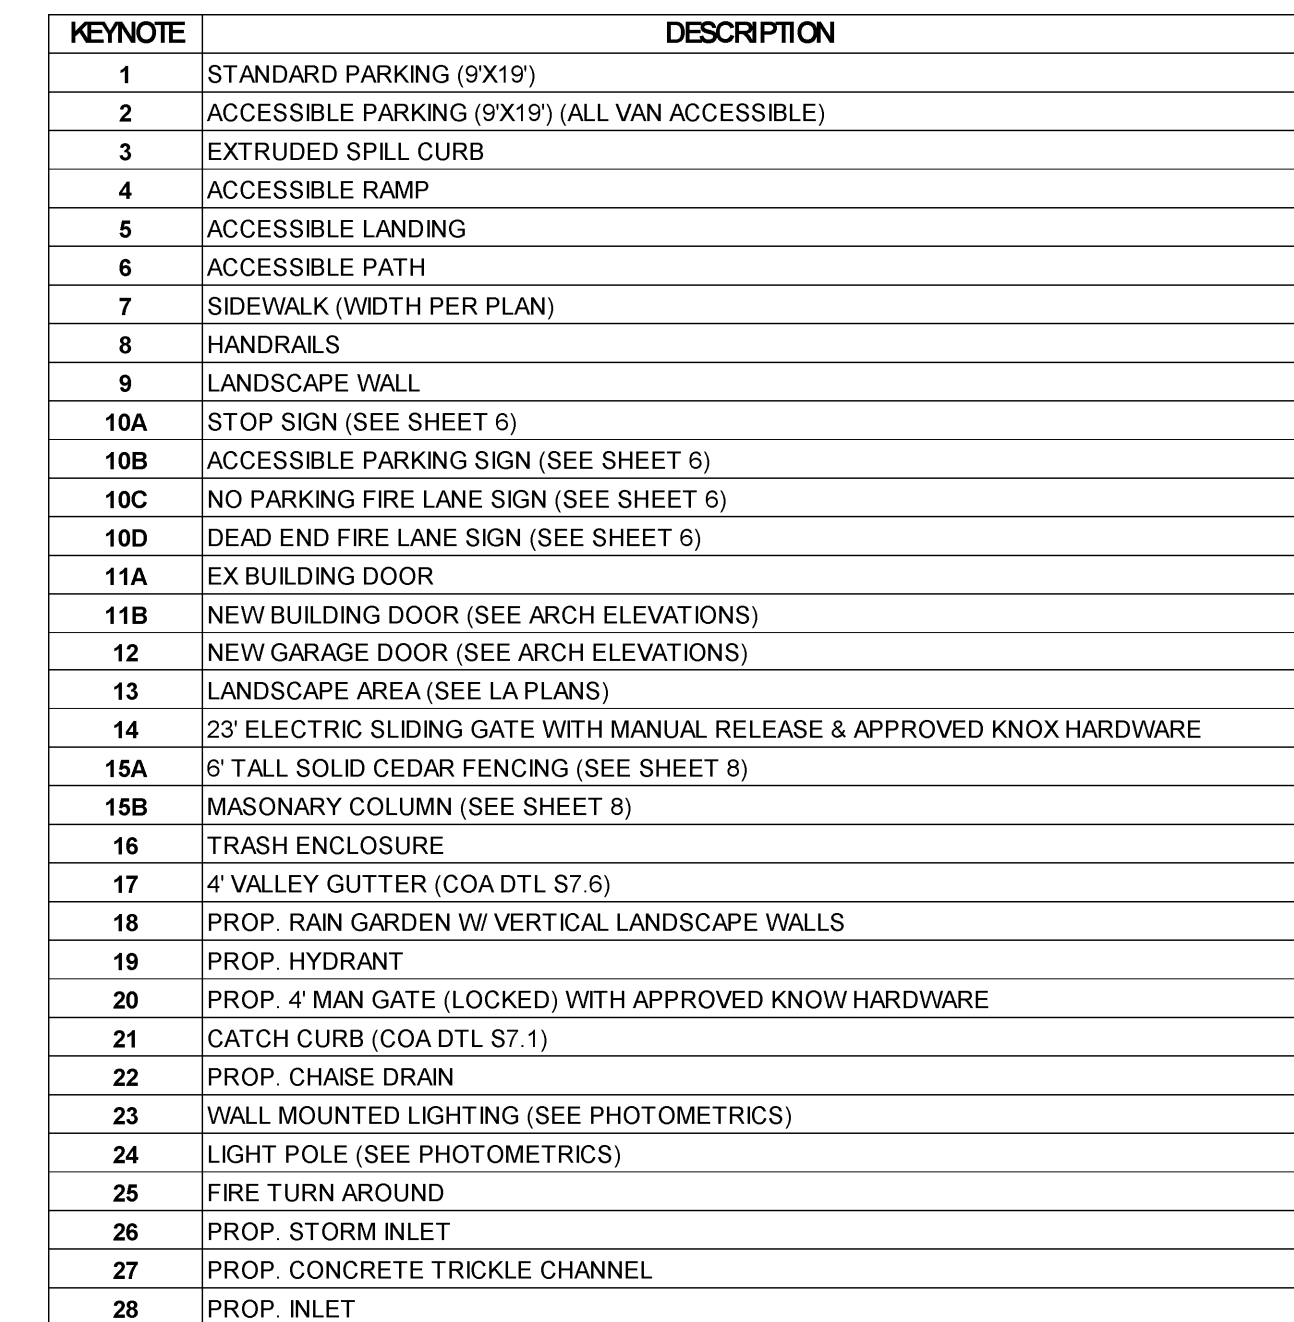 KEYNOTE DESCRIPTION
1 STANDARD PARKING (9'X19')
2 ACCESSIBLE PARKING (9'X19') (ALL VAN ACCESSIBLE)
3 EXTRUDED SPILL CURB
4 ACCESSIBLE RAMP
5 ACCESSIBLE LANDING
6 ACCESSIBLE PATH
7 SIDEWALK (WIDTH PER PLAN)
8 HANDRAILS
9 LANDSCAPE WALL
10A STOP SIGN (SEE SHEET 6)
10B ACCESSIBLE PARKING SIGN (SEE SHEET 6)
10C NO PARKING FIRE LANE SIGN (SEE SHEET 6)
10D DEAD END FIRE LANE SIGN (SEE SHEET 6)
11A EX BUILDING DOOR
11B NEW BUILDING DOOR (SEE ARCH ELEVATIONS)
12 NEW GARAGE DOOR (SEE ARCH ELEVATIONS)
13 LANDSCAPE AREA (SEE LA PLANS)
14 23' ELECTRIC SLIDING GATE WITH MANUAL RELEASE & APPROVED KNOX HARDWARE
15A 6' TALL SOLID CEDAR FENCING (SEE SHEET 8)
15B MASONARY COLUMN (SEE SHEET 8)
16 TRASH ENCLOSURE
17 4' VALLEY GUTTER (COA DTL S7.6)
18 PROP. RAIN GARDEN W/ VERTICAL LANDSCAPE WALLS
19 PROP. HYDRANT
20 PROP. 4' MAN GATE (LOCKED) WITH APPROVED KNOW HARDWARE
21 CATCH CURB (COA DTL S7.1)
22 PROP. CHAISE DRAIN
23 WALL MOUNTED LIGHTING (SEE PHOTOMETRICS)
24 LIGHT POLE (SEE PHOTOMETRICS)
25 FIRE TURN AROUND
26 PROP. STORM INLET
27 PROP. CONCRETE TRICKLE CHANNEL
28 PROP. INLET